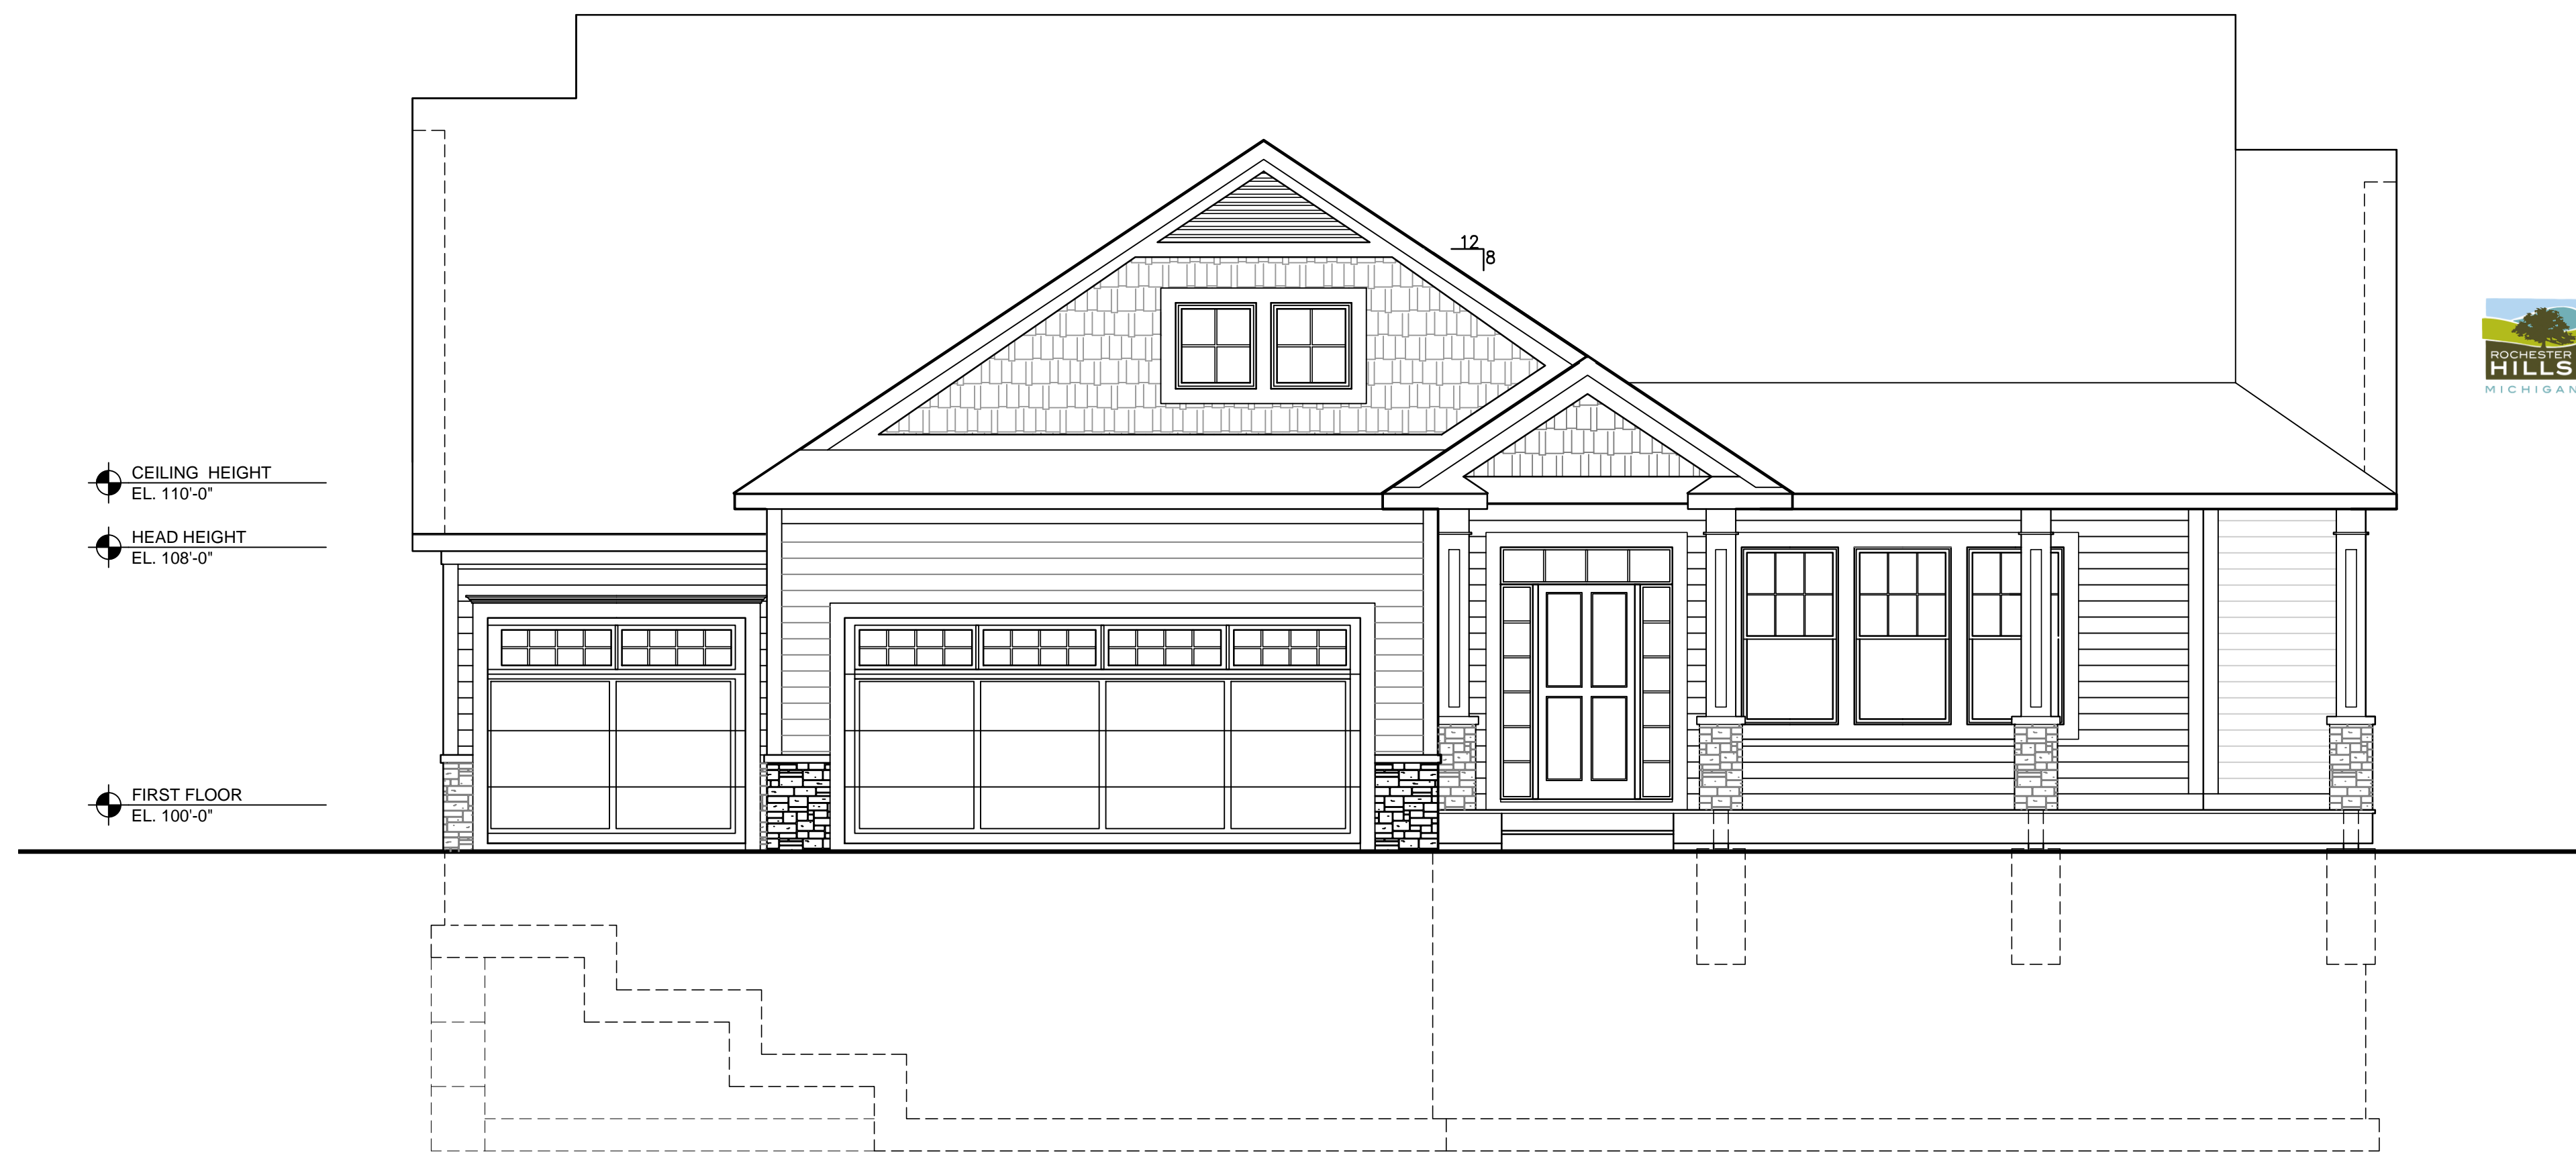 12
8
ROCHESTER
HILLS
MICHIGAN
CEILING HEIGHT
EL. 110'-0"
HEAD HEIGHT
EL. 108'-0"
FIRST FLOOR
EL. 100'-0"